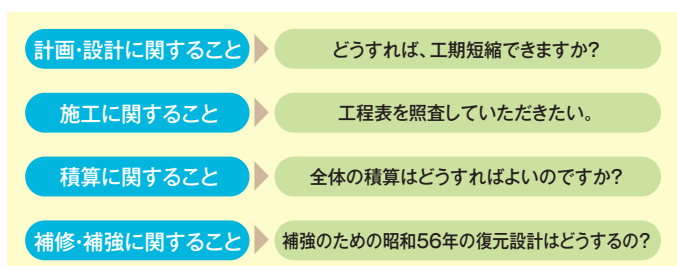 計画・設計に関すること どうすれば、工期短縮できますか?
施工に関すること 工程表を照査していただきたい。
積算に関すること 全体の積算はどうすればよいのですか?
補修・補強に関すること 補強のための昭和56年の復元設計はどうするの?